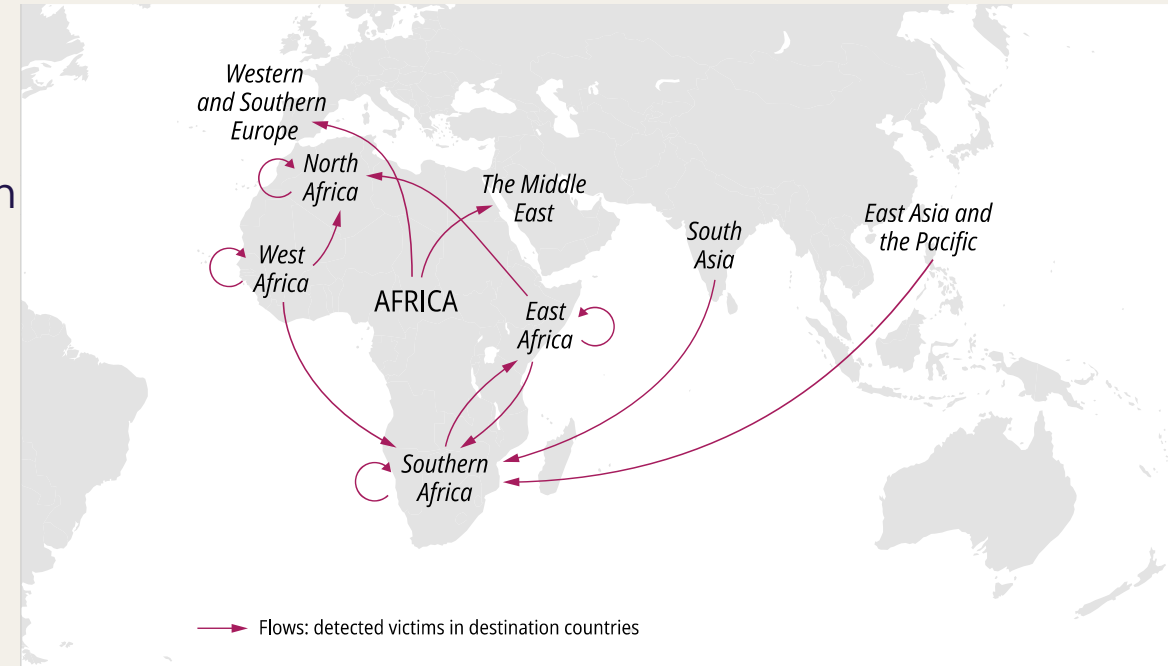 Western
and Southern
Europe
North
Africa
The Middle
East
South
Asia
East Asia and
the Pacific
West
Africa
AFRICA
East
Africa
Southern
Africa
Flows: detected victims in destination countries